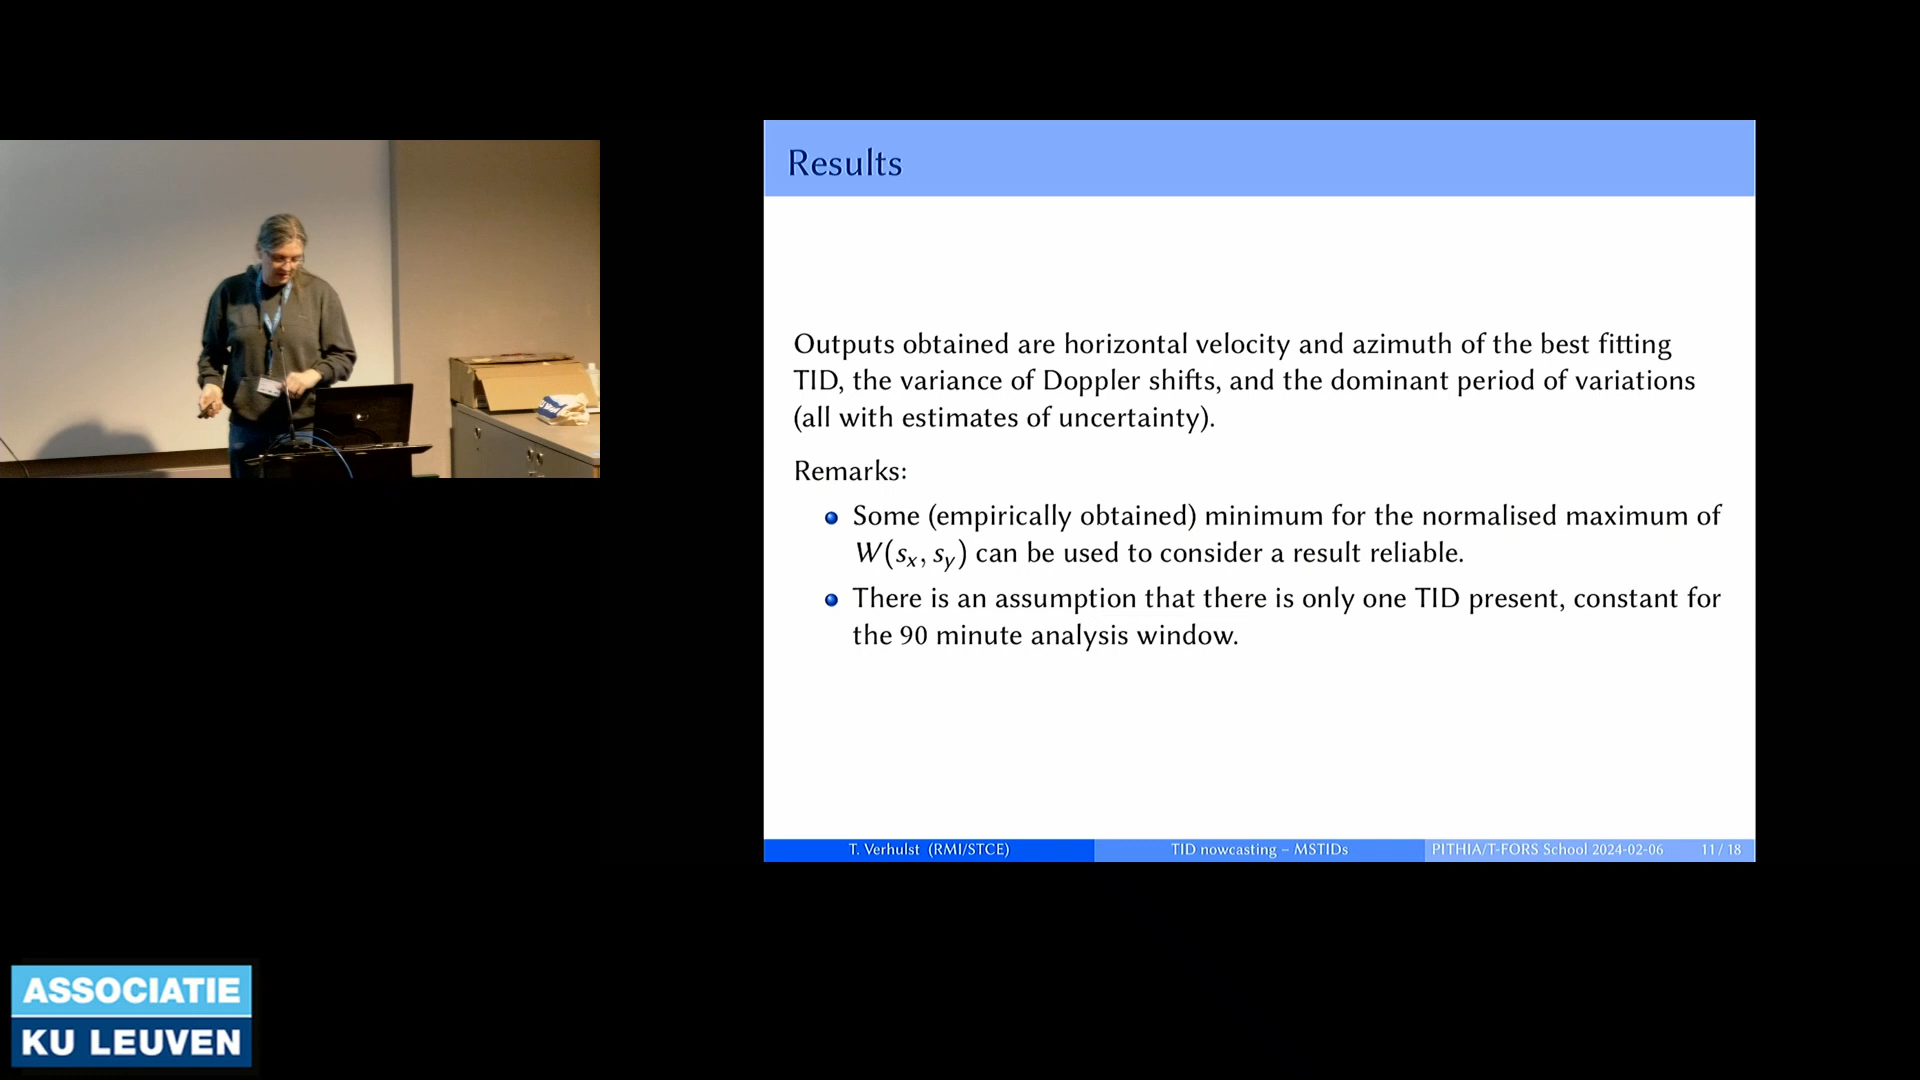 Results
Outputs obtained are horizontal velocity and azimuth of the best fitting
TID, the variance of Doppler shifts, and the dominant period of variations
(all with estimates of uncertainty).
Remarks:
Some (empirically obtained) minimum for the normalised maximum of
W(sₓ, s_y) can be used to consider a result reliable.
There is an assumption that there is only one TID present, constant for
the 90 minute analysis window.
T. Verhulst (RMI/STCE) TID nowcasting – MSTIDs PITHIA/T-FORS School 2024-02-06 11 / 18
ASSOCIATIE
KU LEUVEN